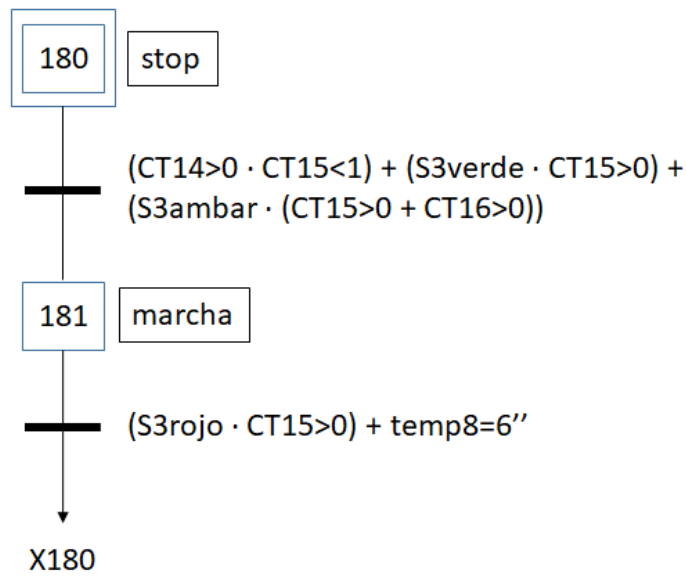 180 stop
(CT14>0 · CT15<1) + (S3verde · CT15>0) +
(S3ambar · (CT15>0 + CT16>0))
181 marcha
(S3rojo · CT15>0) + temp8=6’’
X180